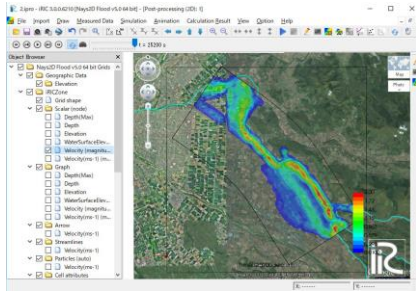 2.ipro - iRIC 3.0.0.6210 [Nays2D Flood v5.0 64 bit] - [Post-processing (2D): 1]
File Import Draw Measured Data Simulation Animation Calculation Result View Option Help
t = 25200 s
Object Browser
Nays2D Flood v5.0 64 bit Grids
Geographic Data
Elevation
iRICZone
Grid shape
Scalar (node)
Depth(Max)
Depth
Elevation
WaterSurfaceElev...
Velocity (magnitu...
Velocity(ms-1) (m...
Graph
Depth(Max)
Depth
Elevation
WaterSurfaceElev...
Velocity (magnitu...
Velocity(ms-1) (m...
Arrow
Velocity(ms-1)
Streamlines
Velocity(ms-1)
Particles (auto)
Velocity(ms-1)
Cell attributes
Map
Photo
iRIC